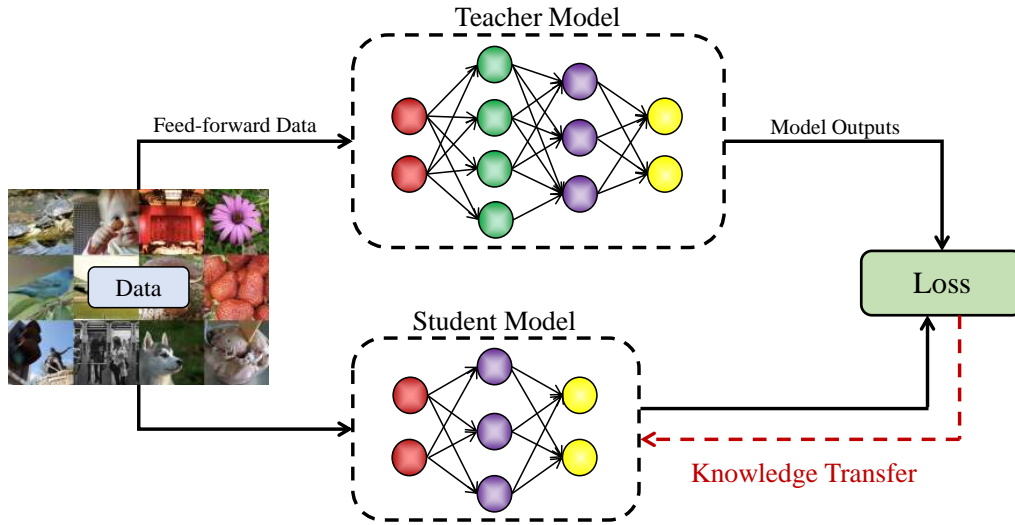 Teacher Model
Feed-forward Data
Model Outputs
Data
Loss
Student Model
Knowledge Transfer